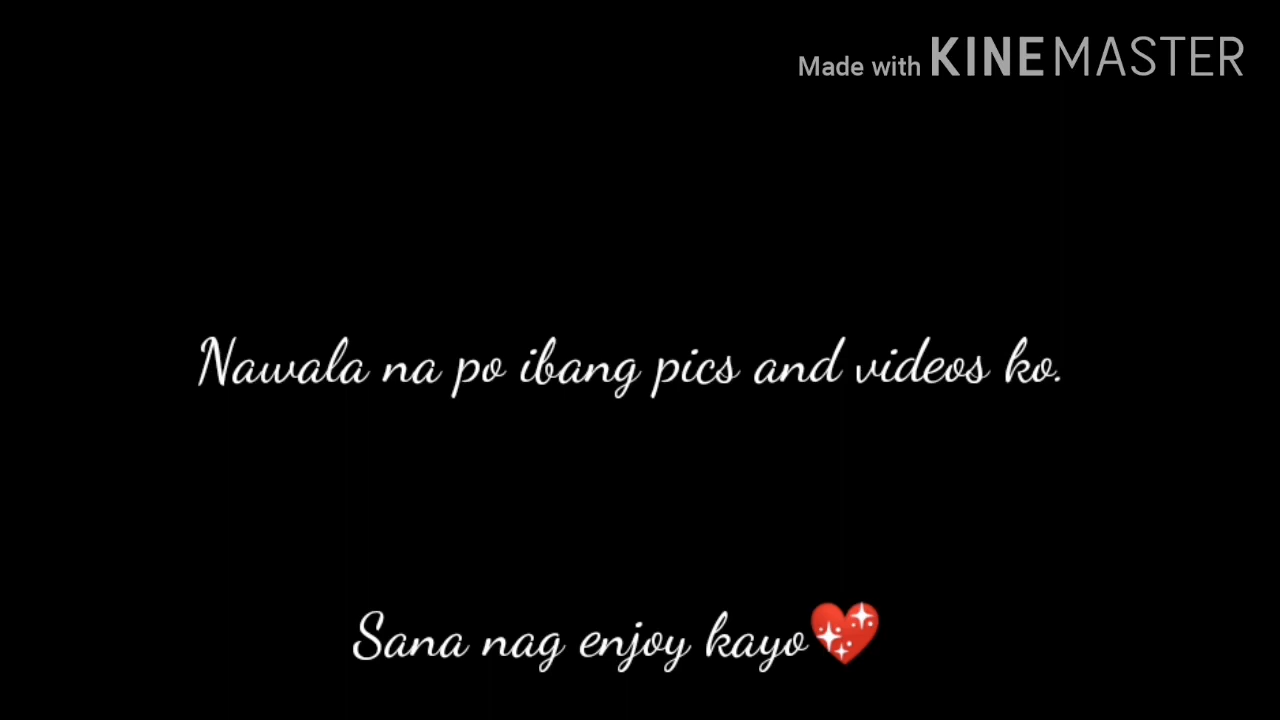 Made with KINEMASTER
Nawala na po ibang pics and videos ko.
Sana nag enjoy kayo💖